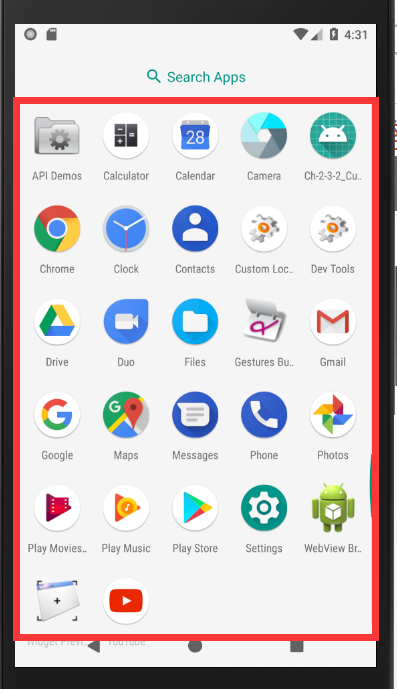 4:31
Search Apps
API Demos Calculator Calendar Camera Ch-2-3-2_Cu..
28
Chrome Clock Contacts Custom Loc.. Dev Tools
Drive Duo Files Gestures Bu.. Gmail
Google Maps Messages Phone Photos
Play Movies.. Play Music Play Store Settings WebView Br..
Widget Previ.. YouTube